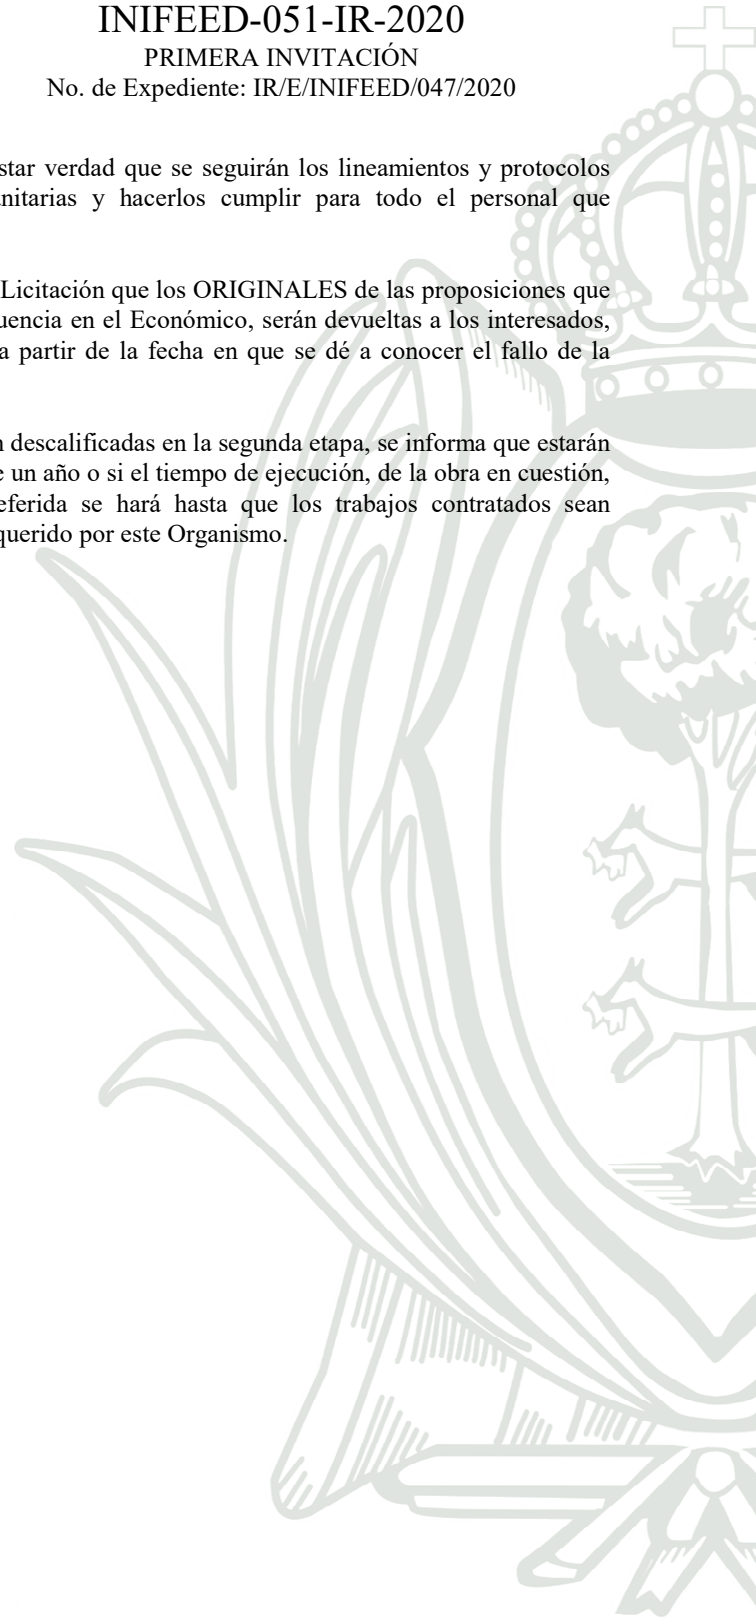 INIFEED-051-IR-2020
PRIMERA INVITACIÓN
No. de Expediente: IR/E/INIFEED/047/2020
star verdad que se seguirán los lineamientos y protocolos
nitarias y hacerlos cumplir para todo el personal que
Licitación que los ORIGINALES de las proposiciones que
uencia en el Económico, serán devueltas a los interesados,
a partir de la fecha en que se dé a conocer el fallo de la
n descalificadas en la segunda etapa, se informa que estarán
e un año o si el tiempo de ejecución, de la obra en cuestión,
eferida se hará hasta que los trabajos contratados sean
querido por este Organismo.